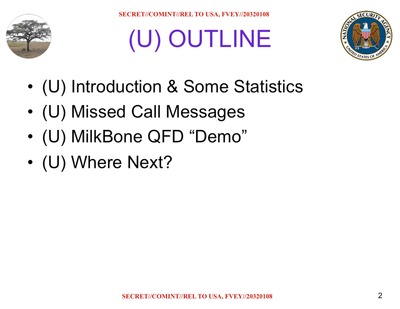 SECRET//COMINT//REL TO USA, FVEY//20320108
(U) OUTLINE
NATIONAL SECURITY AGENCY
UNITED STATES OF AMERICA
• (U) Introduction & Some Statistics
• (U) Missed Call Messages
• (U) MilkBone QFD “Demo”
• (U) Where Next?
SECRET//COMINT//REL TO USA, FVEY//20320108
2